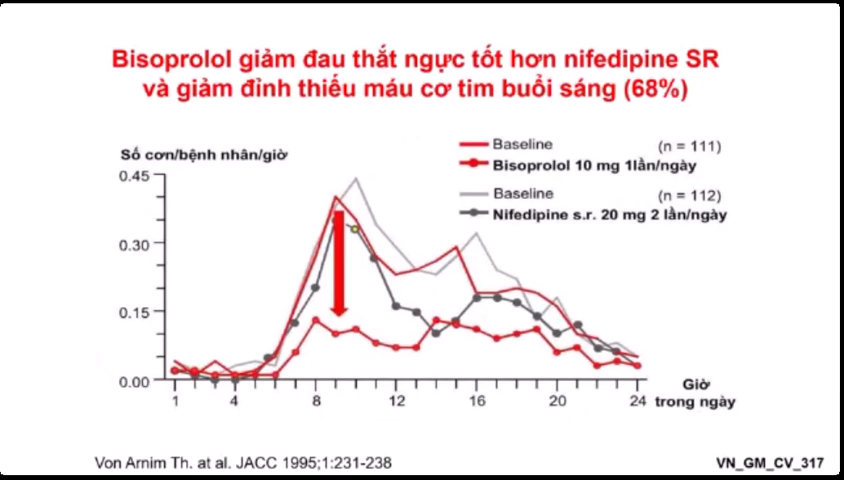 Bisoprolol giảm đau thắt ngực tốt hơn nifedipine SR
và giảm đỉnh thiếu máu cơ tim buổi sáng (68%)
Số cơn/bệnh nhân/giờ
Baseline (n = 111)
Bisoprolol 10 mg 1lần/ngày
Baseline (n = 112)
Nifedipine s.r. 20 mg 2 lần/ngày
0.45
0.30
0.15
0.00
1 4 8 12 16 20 24
Giờ
trong ngày
Von Arnim Th. at al. JACC 1995;1:231-238
VN_GM_CV_317